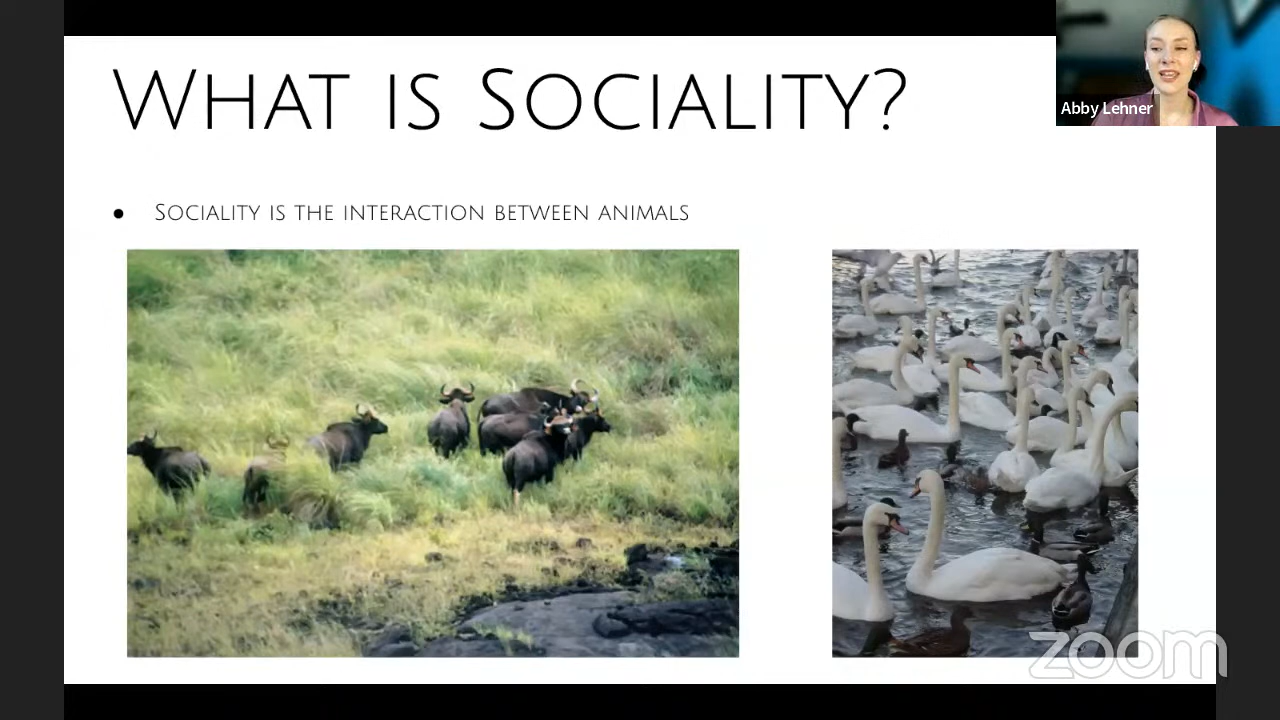 What is Sociality?
Abby Lehner
● Sociality is the interaction between animals
zoom